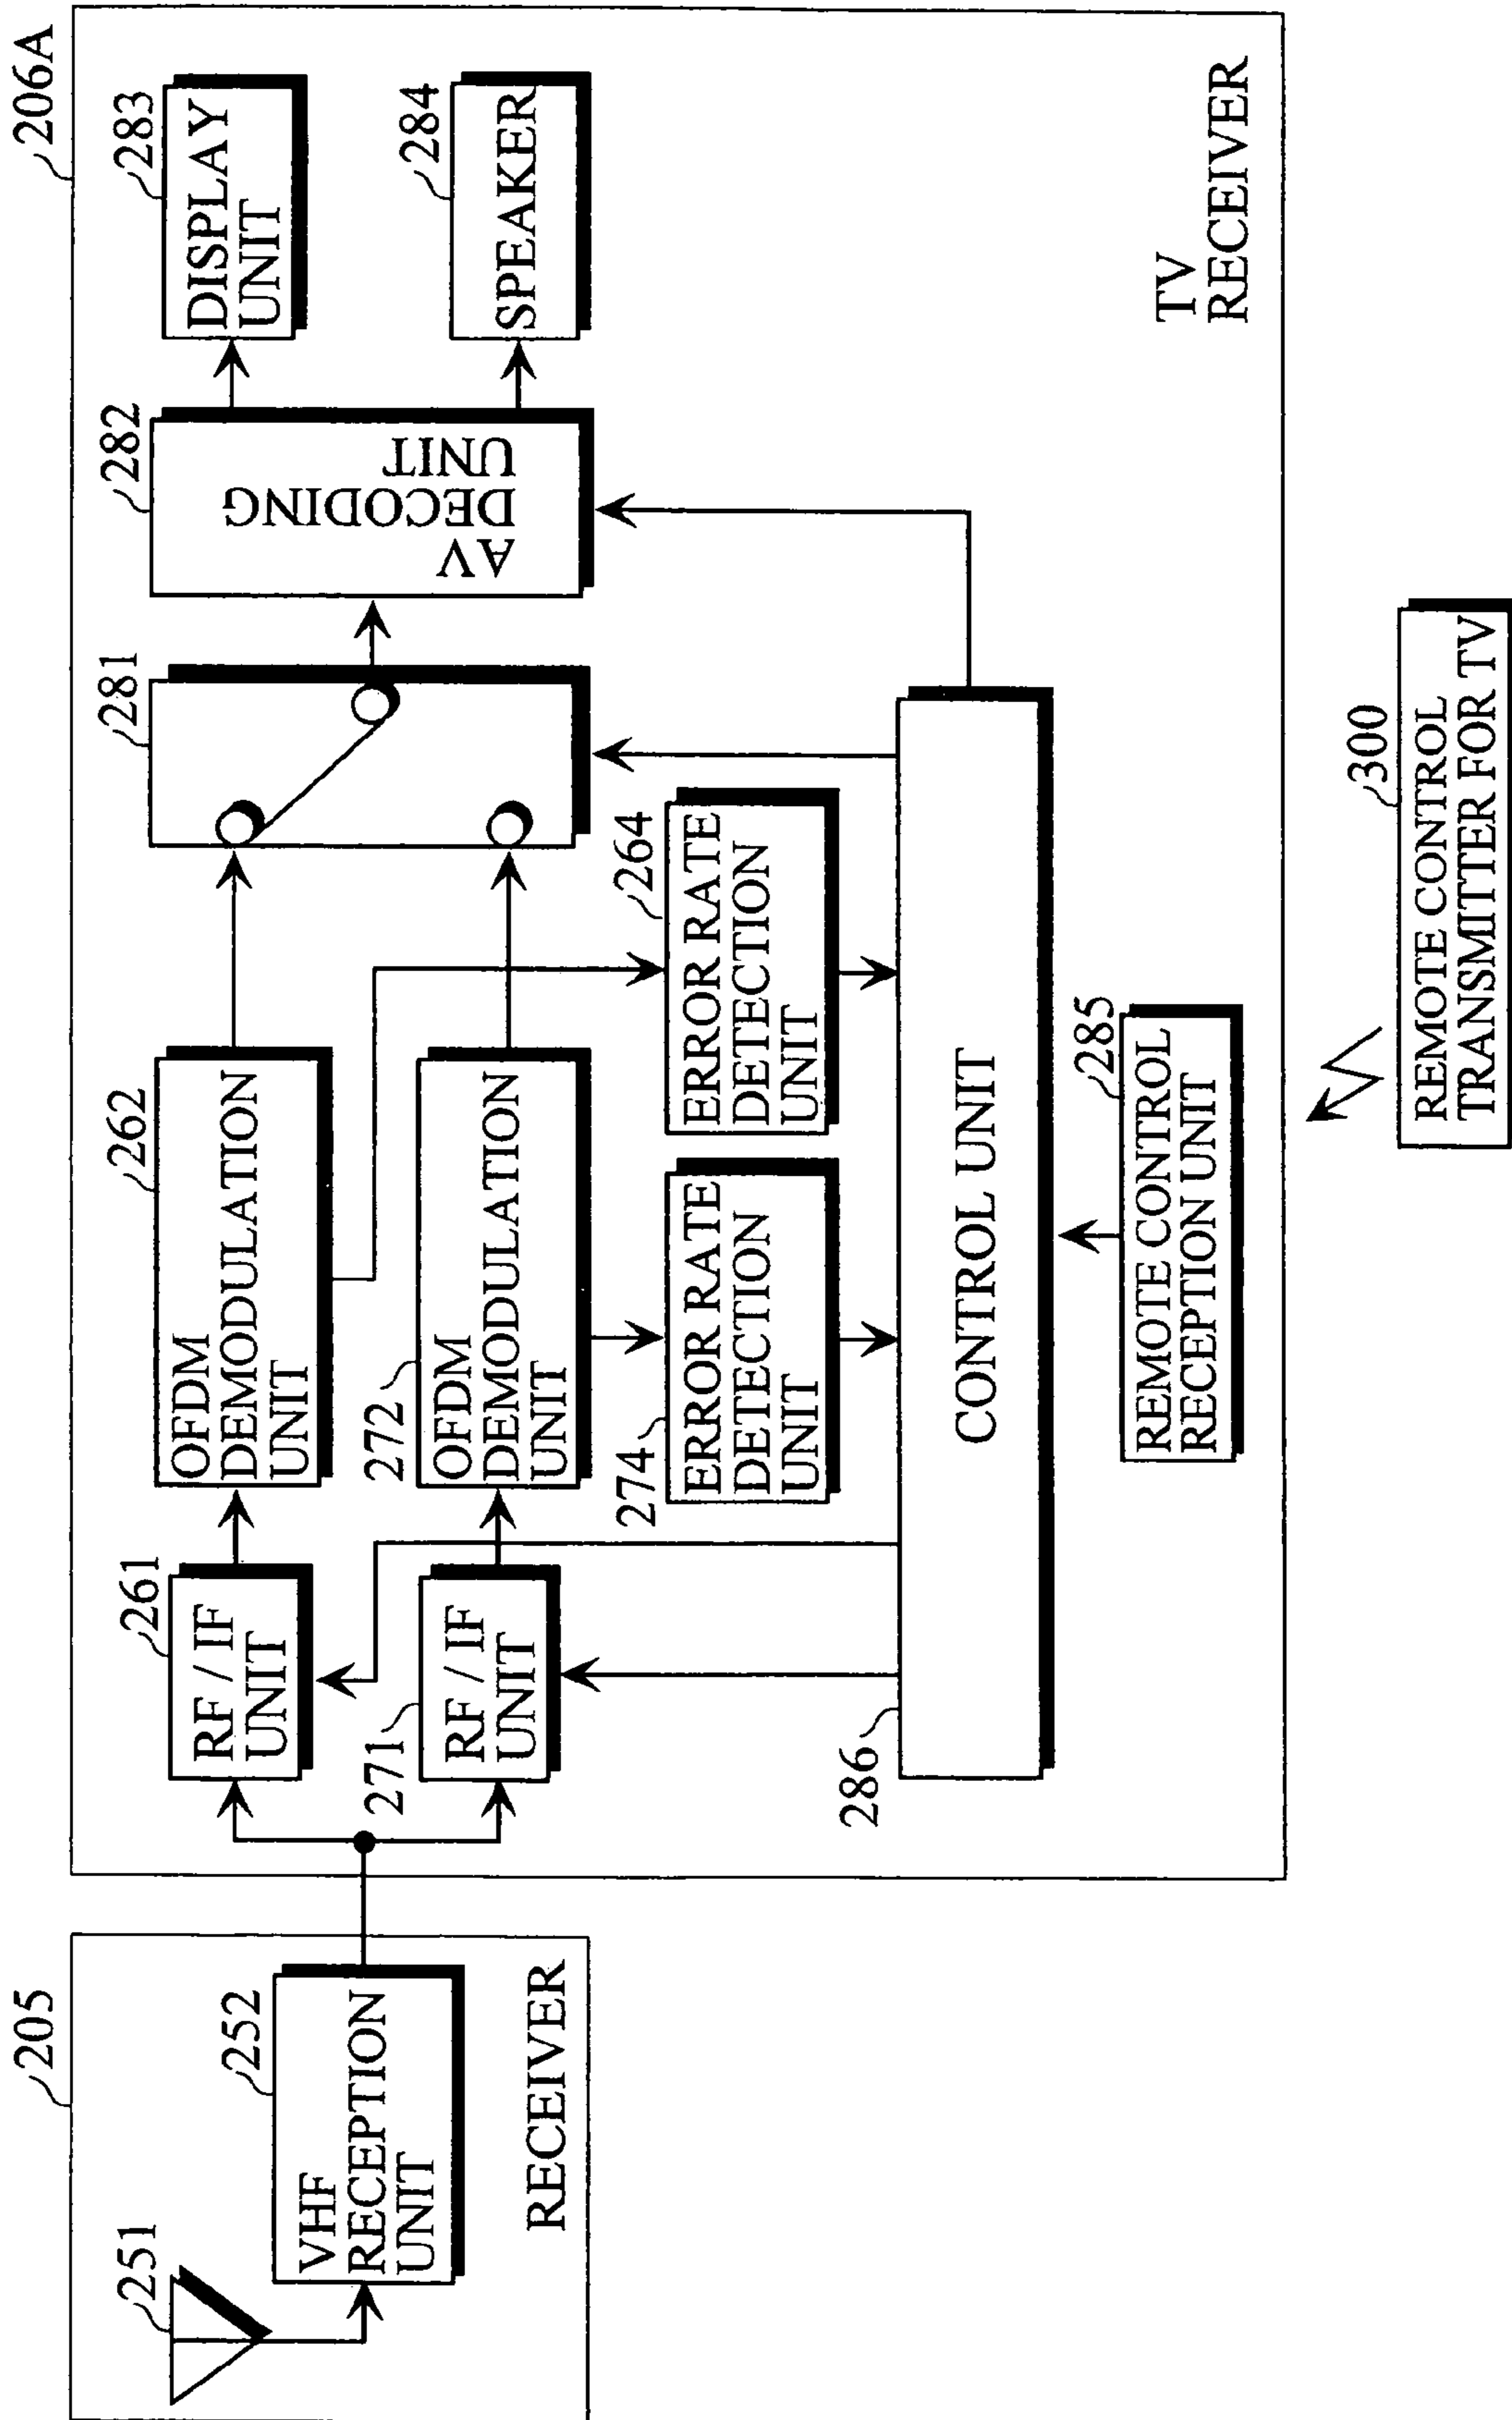 205
251
252
VHF
RECEPTION
UNIT
RECEIVER
206A
261
RF / IF
UNIT
271
RF / IF
UNIT
262
OFDM
DEMODULATION
UNIT
272
OFDM
DEMODULATION
UNIT
274
ERROR RATE
DETECTION
UNIT
264
ERROR RATE
DETECTION
UNIT
281
282
AV
DECODING
UNIT
283
DISPLAY
UNIT
284
SPEAKER
286
CONTROL UNIT
285
REMOTE CONTROL
RECEPTION UNIT
TV
RECEIVER
300
REMOTE CONTROL
TRANSMITTER FOR TV